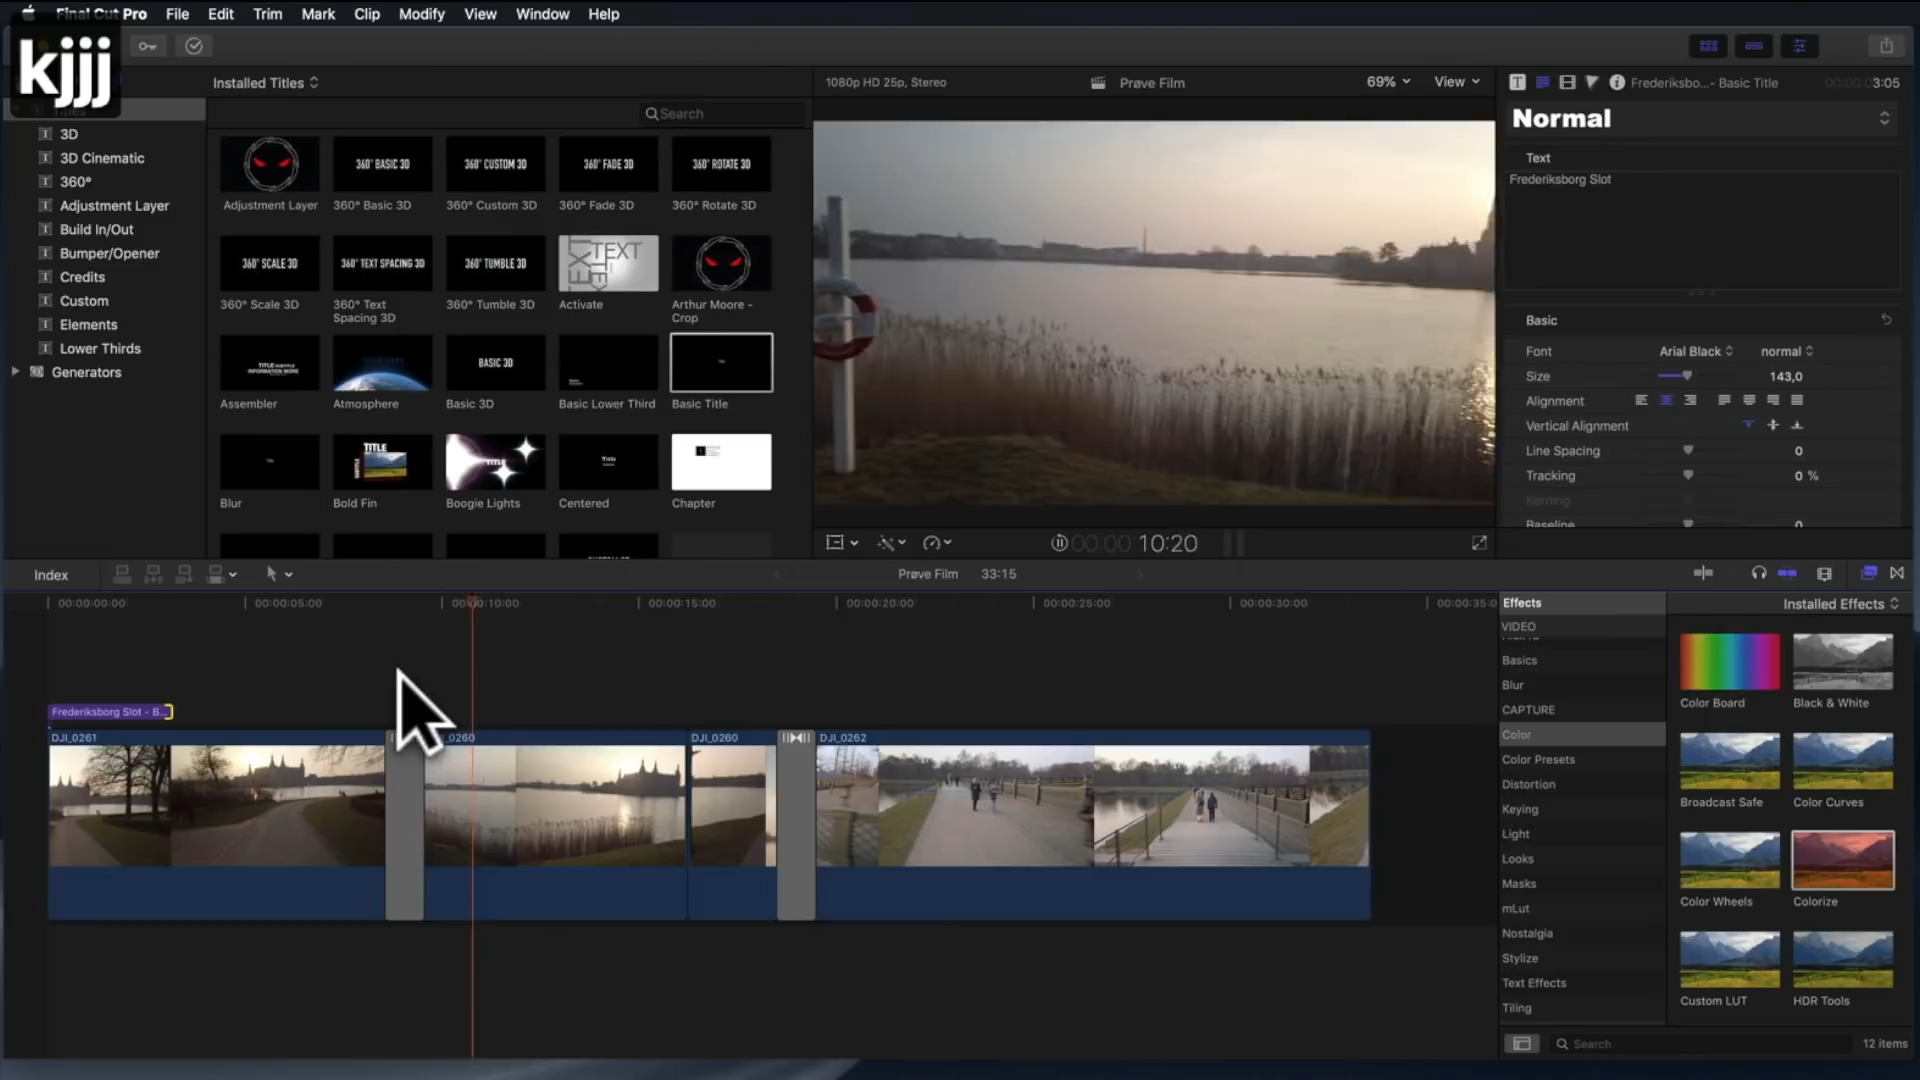 Final Cut Pro File Edit Trim Mark Clip Modify View Window Help
kjjj
Installed Titles
Search
3D
3D Cinematic
360°
Adjustment Layer
Build In/Out
Bumper/Opener
Credits
Custom
Elements
Lower Thirds
Generators
360° BASIC 3D 360° CUSTOM 3D 360° FADE 3D 360° ROTATE 3D
Adjustment Layer 360° Basic 3D 360° Custom 3D 360° Fade 3D 360° Rotate 3D
360° SCALE 3D 360° TEXT SPACING 3D 360° TUMBLE 3D TEXT
360° Scale 3D 360° Text Spacing 3D 360° Tumble 3D Activate Arthur Moore - Crop
BASIC 3D
Assembler Atmosphere Basic 3D Basic Lower Third Basic Title
TITLE Title
Blur Bold Fin Boogie Lights Centered Chapter
1080p HD 25p, Stereo Prøve Film 69% View
00:00:0 10:20
Frederiksbo...- Basic Title 3:05
Normal
Text
Frederiksborg Slot
Basic
Font Arial Black normal
Size 143,0
Alignment
Vertical Alignment
Line Spacing 0
Tracking 0 %
Kerning
Baseline 0
Index Prøve Film 33:15
00:00:00:00 00:00:05:00 00:00:10:00 00:00:15:00 00:00:20:00 00:00:25:00 00:00:30:00 00:00:35:0
Frederiksborg Slot - B...
DJI_0261 _0260 DJI_0260 DJI_0262
Effects Installed Effects
VIDEO
Basics
Blur
CAPTURE
Color
Color Presets
Distortion
Keying
Light
Looks
Masks
mLut
Nostalgia
Stylize
Text Effects
Tiling
Color Board Black & White
Broadcast Safe Color Curves
Color Wheels Colorize
Custom LUT HDR Tools
Search 12 items